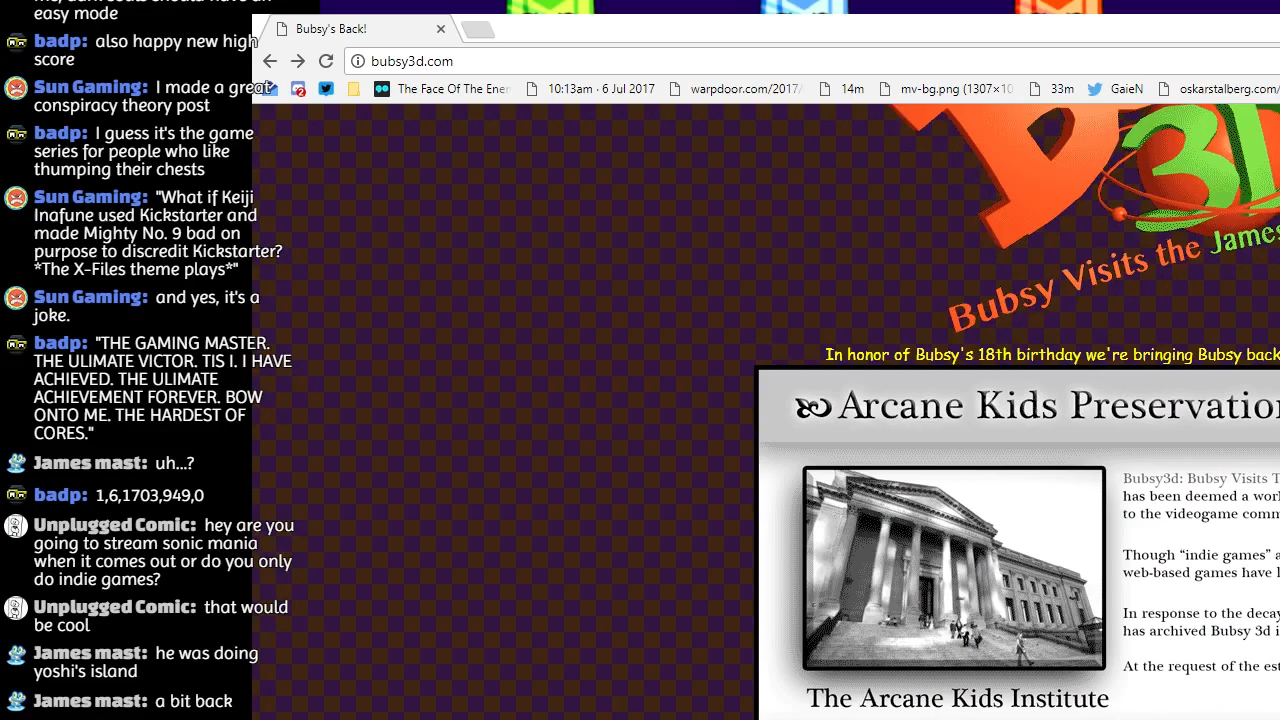 me, dark souls should have an
easy mode
badp: also happy new high
score
Sun Gaming: I made a great
conspiracy theory post
badp: I guess it's the game
series for people who like
thumping their chests
Sun Gaming: "What if Keiji
Inafune used Kickstarter and
made Mighty No. 9 bad on
purpose to discredit Kickstarter?
*The X-Files theme plays*"
Sun Gaming: and yes, it's a
joke.
badp: "THE GAMING MASTER.
THE ULIMATE VICTOR. TIS I. I HAVE
ACHIEVED. THE ULIMATE
ACHIEVEMENT FOREVER. BOW
ONTO ME. THE HARDEST OF
CORES."
James mast: uh...?
badp: 1,6,1703,949,0
Unplugged Comic: hey are you
going to stream sonic mania
when it comes out or do you only
do indie games?
Unplugged Comic: that would
be cool
James mast: he was doing
yoshi's island
James mast: a bit back
Bubsy's Back!
bubsy3d.com
2 The Face Of The Ene 10:13am · 6 Jul 2017 warpdoor.com/2017/ 14m mv-bg.png (1307×10 33m GaieN oskarstalberg.com/
3D
Bubsy Visits the James
In honor of Bubsy's 18th birthday we're bringing Bubsy back
Arcane Kids Preservation
Bubsy3d: Bubsy Visits T
has been deemed a wor
to the videogame comm
Though “indie games” a
web-based games have l
In response to the decay
has archived Bubsy 3d i
At the request of the est
The Arcane Kids Institute